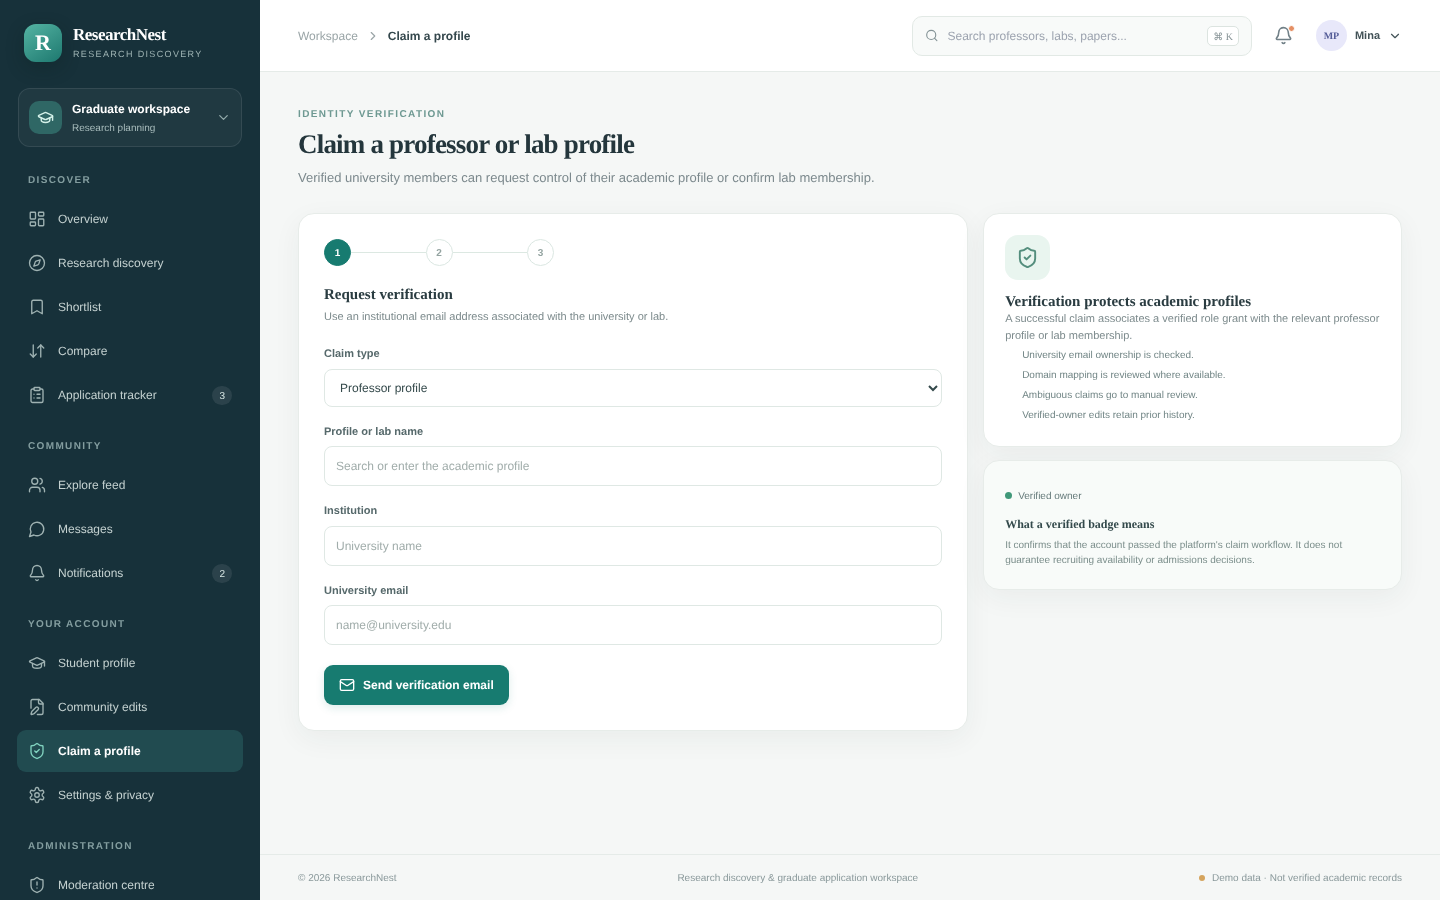 R
ResearchNest
RESEARCH DISCOVERY
Graduate workspace
Research planning
DISCOVER
Overview
Research discovery
Shortlist
Compare
Application tracker 3
COMMUNITY
Explore feed
Messages
Notifications 2
YOUR ACCOUNT
Student profile
Community edits
Claim a profile
Settings & privacy
ADMINISTRATION
Moderation centre
Workspace Claim a profile
Search professors, labs, papers... ⌘ K
MP Mina
IDENTITY VERIFICATION
Claim a professor or lab profile
Verified university members can request control of their academic profile or confirm lab membership.
1 2 3
Request verification
Use an institutional email address associated with the university or lab.
Claim type
Professor profile
Profile or lab name
Search or enter the academic profile
Institution
University name
University email
name@university.edu
Send verification email
Verification protects academic profiles
A successful claim associates a verified role grant with the relevant professor
profile or lab membership.
University email ownership is checked.
Domain mapping is reviewed where available.
Ambiguous claims go to manual review.
Verified-owner edits retain prior history.
Verified owner
What a verified badge means
It confirms that the account passed the platform's claim workflow. It does not
guarantee recruiting availability or admissions decisions.
© 2026 ResearchNest
Research discovery & graduate application workspace
Demo data · Not verified academic records